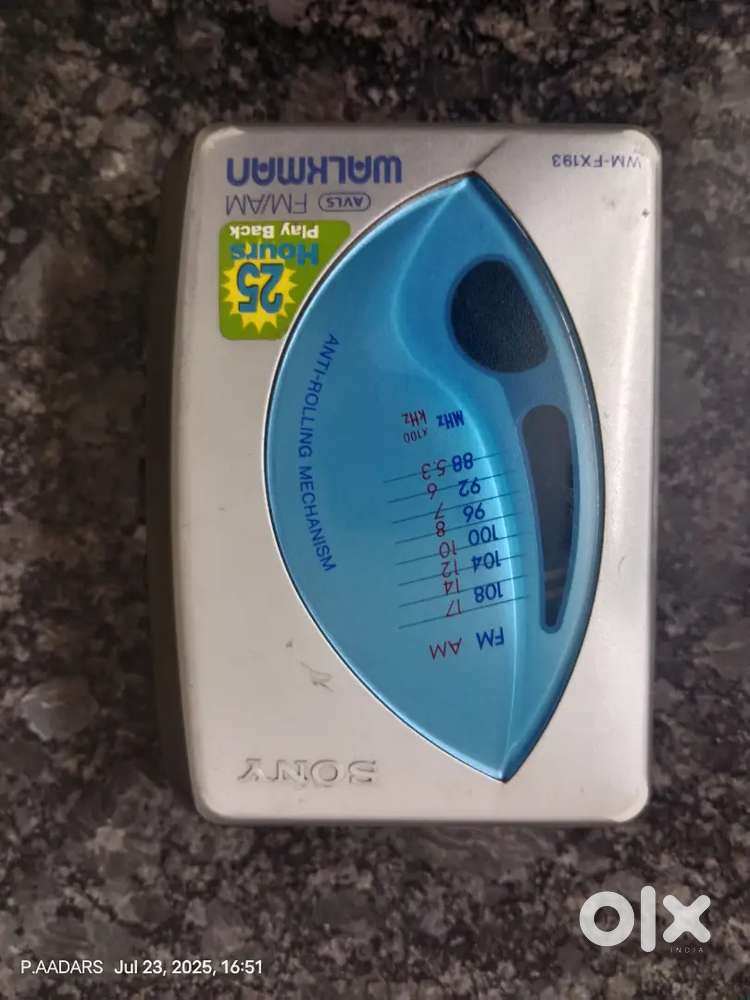 SONY
FM AM
108 17
104 14
12
100 10
96 8
92 7
6
88 5.3
MHz kHz
x100
ANTI-ROLLING MECHANISM
25
Hours
Play Back
AVLS FM/AM
WALKMAN
WM-FX193
olx
INDIA
P.AADARS Jul 23, 2025, 16:51